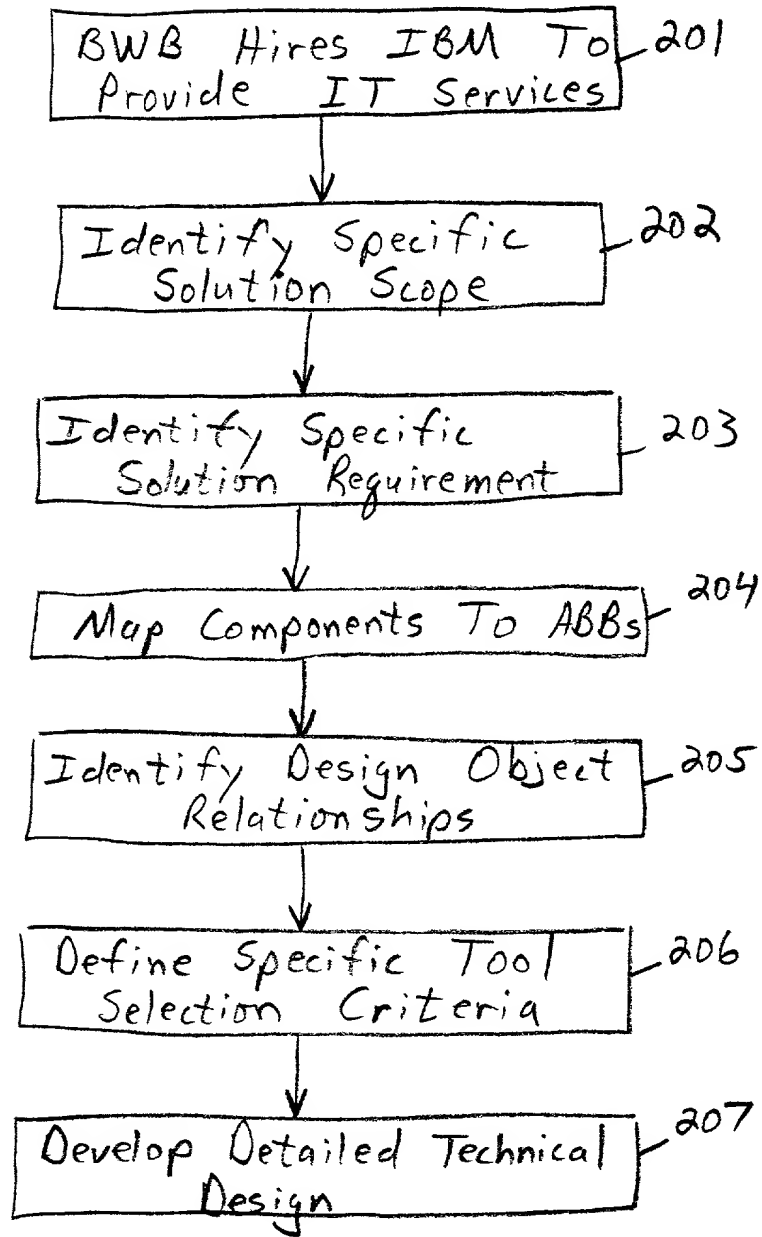 BWB Hires IBM To 201
Provide IT Services
Identify Specific 202
Solution Scope
Identify Specific 203
Solution Requirement
Map Components To ABBs 204
Identify Design Object 205
Relationships
Define Specific Tool 206
Selection Criteria
Develop Detailed Technical 207
Design